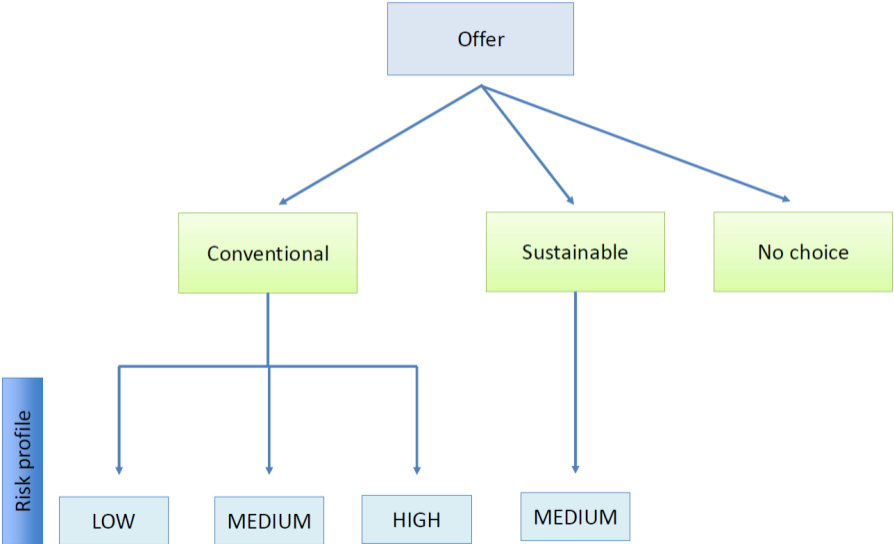 Offer
Conventional
Sustainable
No choice
Risk profile
LOW
MEDIUM
HIGH
MEDIUM